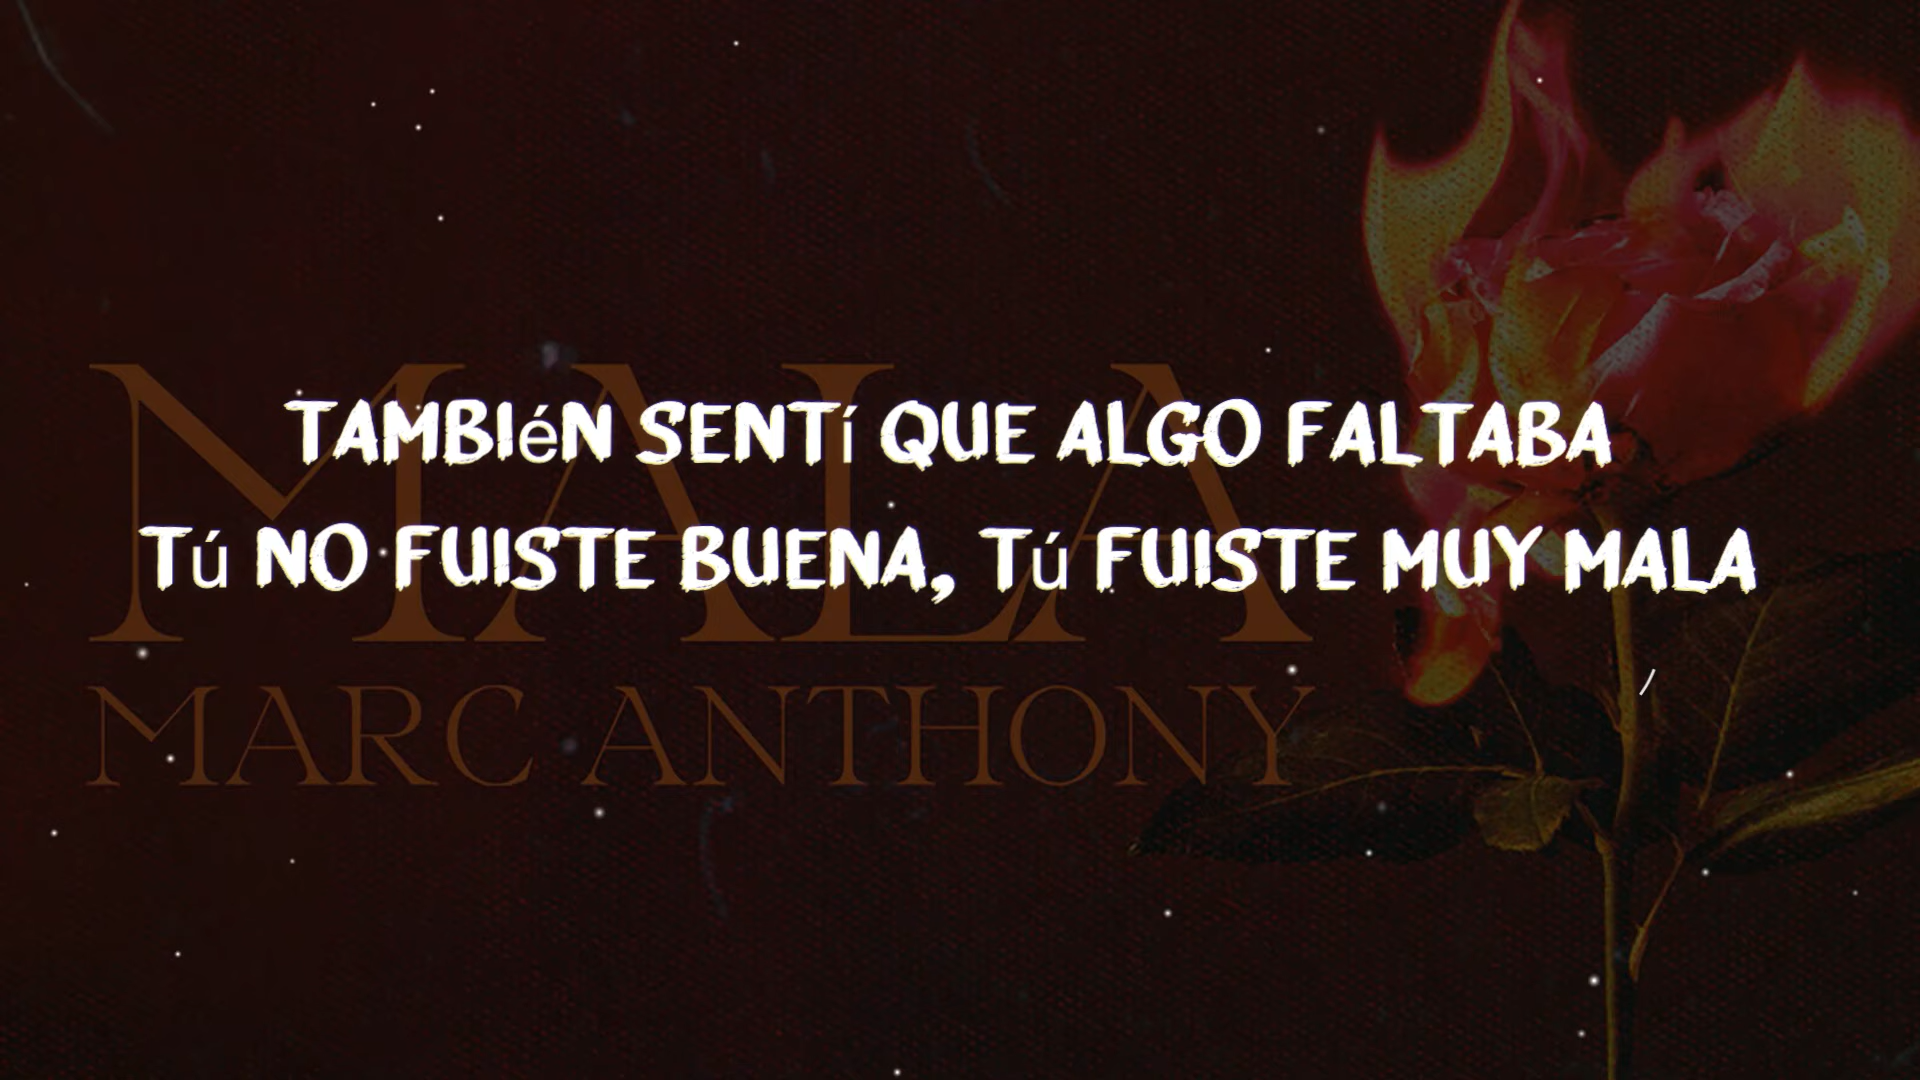 TAMBIéN SENTí QUE ALGO FALTABA
Tú NO FUISTE BUENA, Tú FUISTE MUY MALA
MALA
MARC ANTHONY